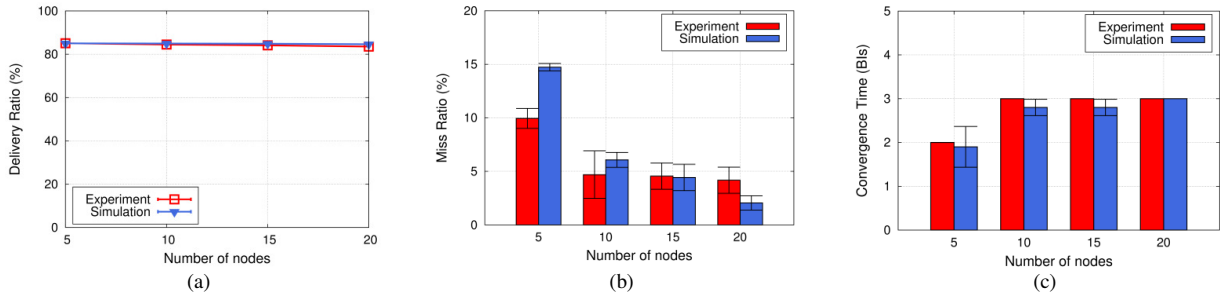 100
80
60
40
20
0
Delivery Ratio (%)
Experiment
Simulation
5
10
15
20
Number of nodes
(a)
20
15
10
5
0
Miss Ratio (%)
Experiment
Simulation
5
10
15
20
Number of nodes
(b)
5
4
3
2
1
0
Convergence Time (BIs)
Experiment
Simulation
5
10
15
20
Number of nodes
(c)